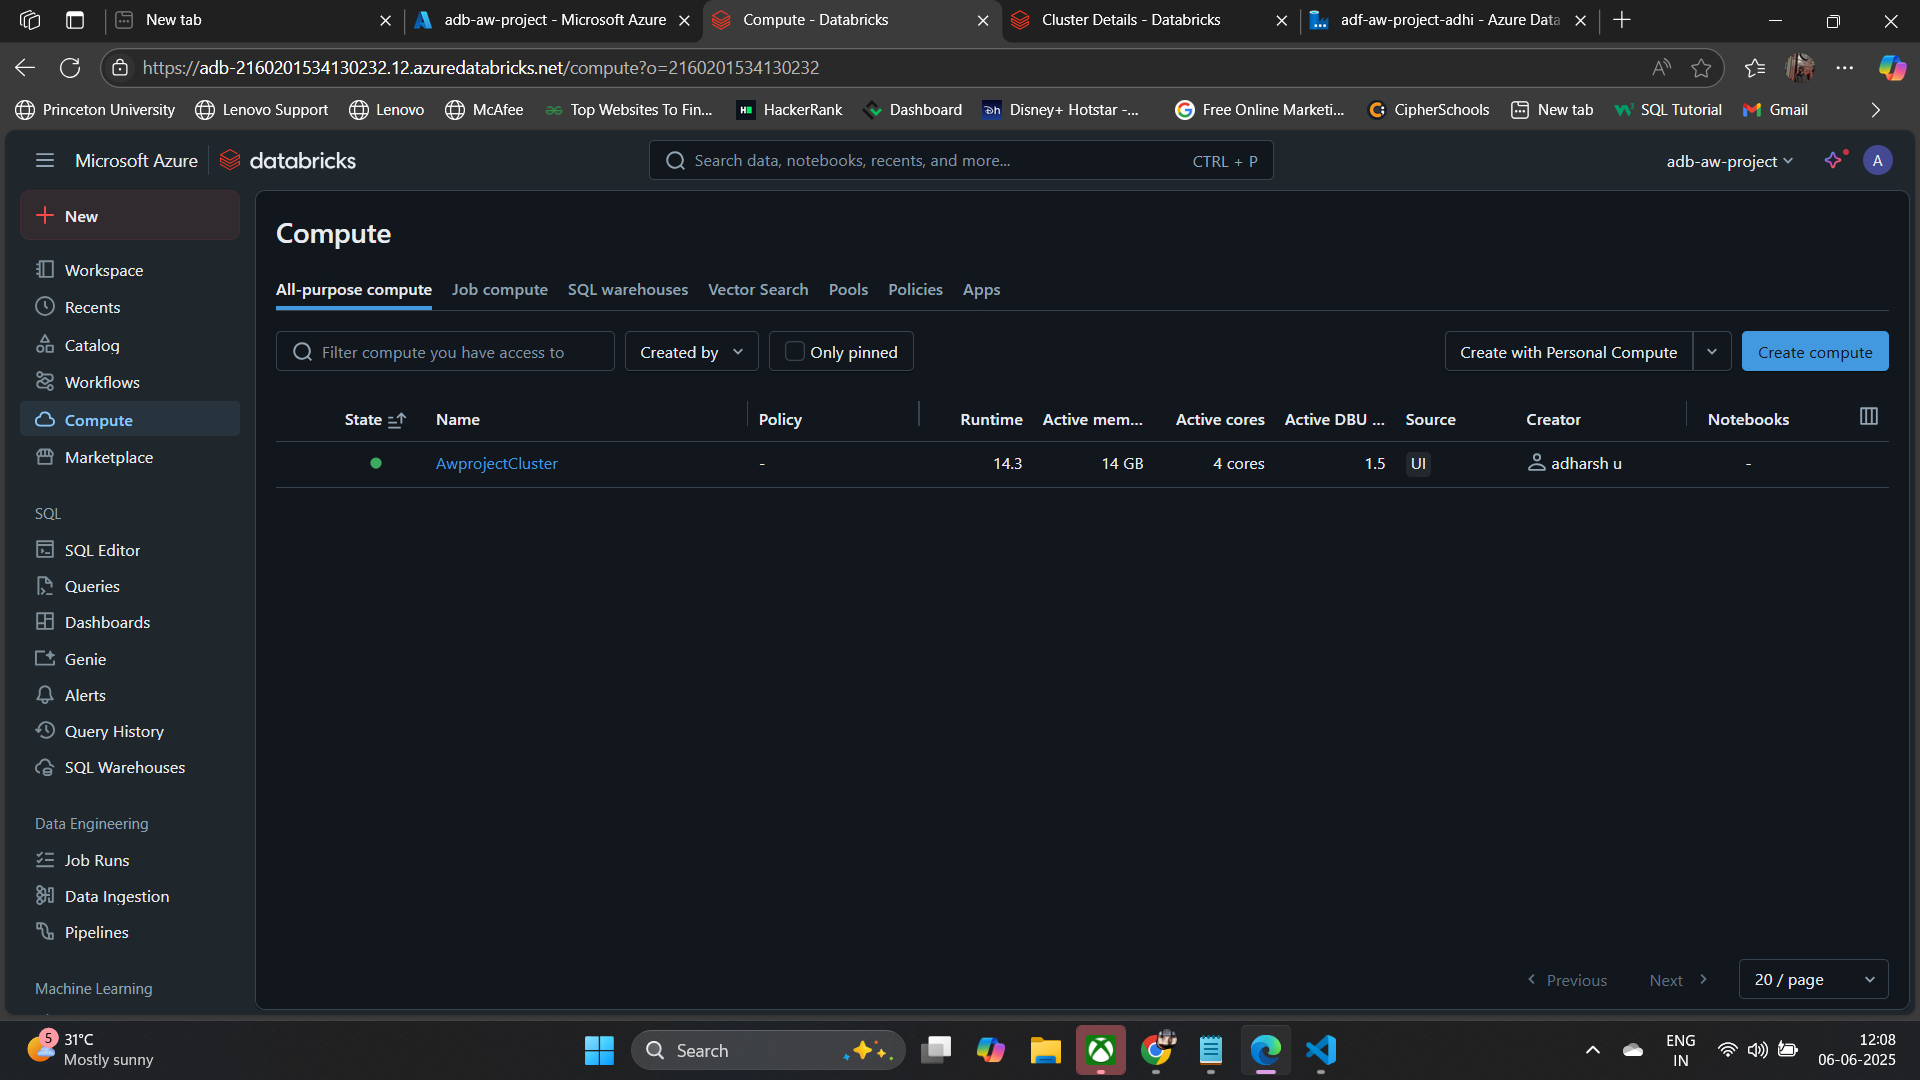 New tab
adb-aw-project - Microsoft Azure
Compute - Databricks
Cluster Details - Databricks
adf-aw-project-adhi - Azure Data
https://adb-2160201534130232.12.azuredatabricks.net/compute?o=2160201534130232
Princeton University
Lenovo Support
Lenovo
McAfee
Top Websites To Fin...
HackerRank
Dashboard
Disney+ Hotstar -...
Free Online Marketi...
CipherSchools
New tab
SQL Tutorial
Gmail
Microsoft Azure
databricks
Search data, notebooks, recents, and more...
CTRL + P
adb-aw-project
A
New
Workspace
Recents
Catalog
Workflows
Compute
Marketplace
SQL
SQL Editor
Queries
Dashboards
Genie
Alerts
Query History
SQL Warehouses
Data Engineering
Job Runs
Data Ingestion
Pipelines
Machine Learning
Compute
All-purpose compute
Job compute
SQL warehouses
Vector Search
Pools
Policies
Apps
Filter compute you have access to
Created by
Only pinned
Create with Personal Compute
Create compute
State
Name
Policy
Runtime
Active mem...
Active cores
Active DBU ...
Source
Creator
Notebooks
AwprojectCluster
-
14.3
14 GB
4 cores
1.5
UI
adharsh u
-
Previous
Next
20 / page
5
31°C
Mostly sunny
Search
ENG
IN
12:08
06-06-2025